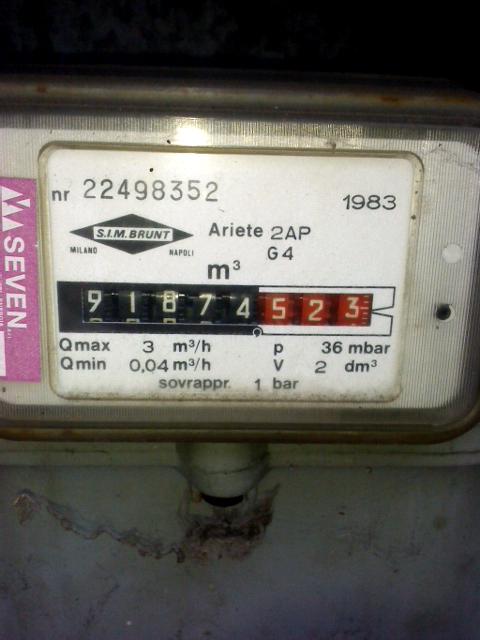 nr 22498352
1983
S.I.M. BRUNT
MILANO NAPOLI
Ariete 2AP
G4
m³
91874523
Qmax 3 m³/h p 36 mbar
Qmin 0,04 m³/h V 2 dm³
sovrappr. 1 bar
SEVEN